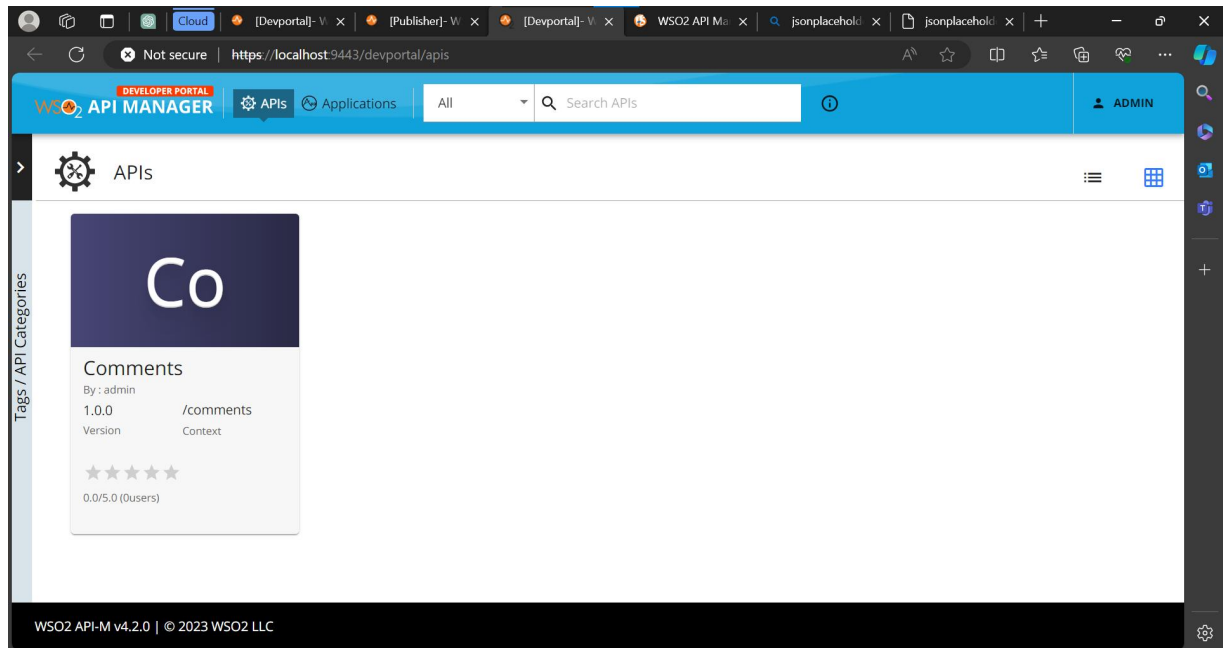 Cloud
[Devportal]- W
[Publisher]- W
[Devportal]- W
WSO2 API Ma
jsonplacehold
jsonplacehold
Not secure
https://localhost:9443/devportal/apis
DEVELOPER PORTAL
WSO2 API MANAGER
APIs
Applications
All
Search APIs
ADMIN
APIs
Tags / API Categories
Co
Comments
By : admin
1.0.0 /comments
Version Context
0.0/5.0 (0users)
WSO2 API-M v4.2.0 | © 2023 WSO2 LLC